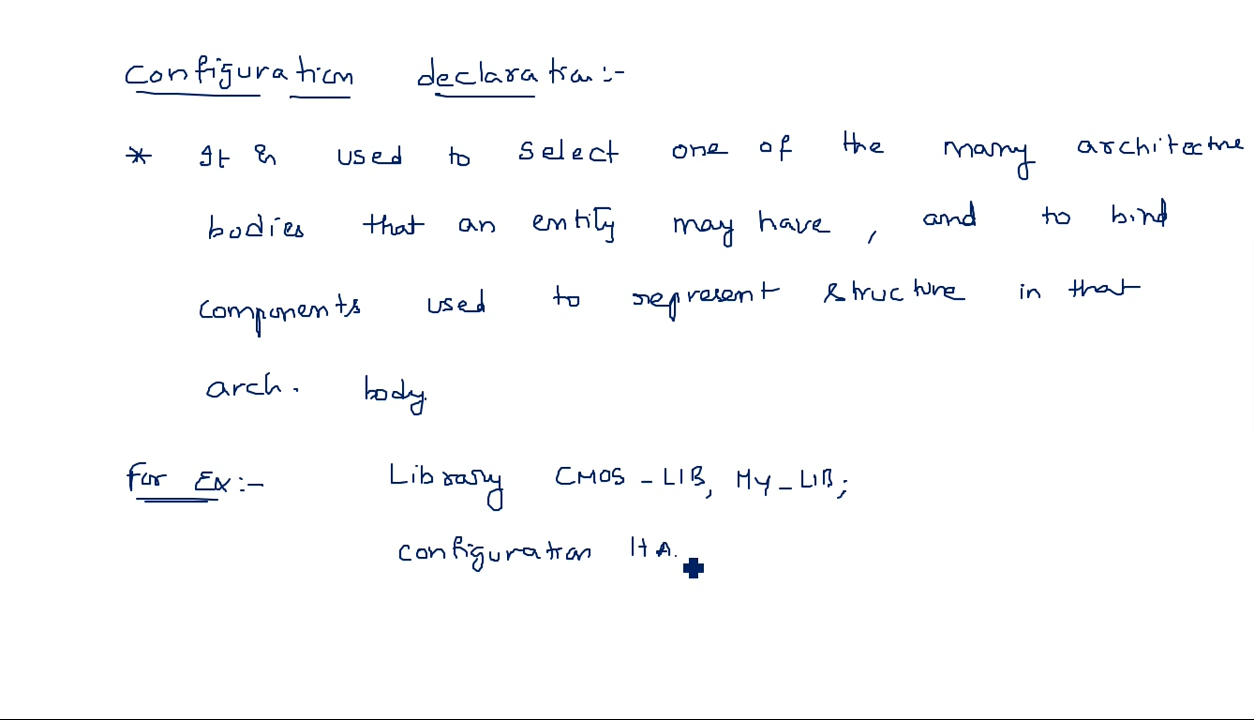 Configuration declaration :-
* It is used to select one of the many architecture
bodies that an entity may have, and to bind
components used to represent structure in that
arch. body.
For Ex :- Library CMOS_LIB, MY_LIB;
configuration HA